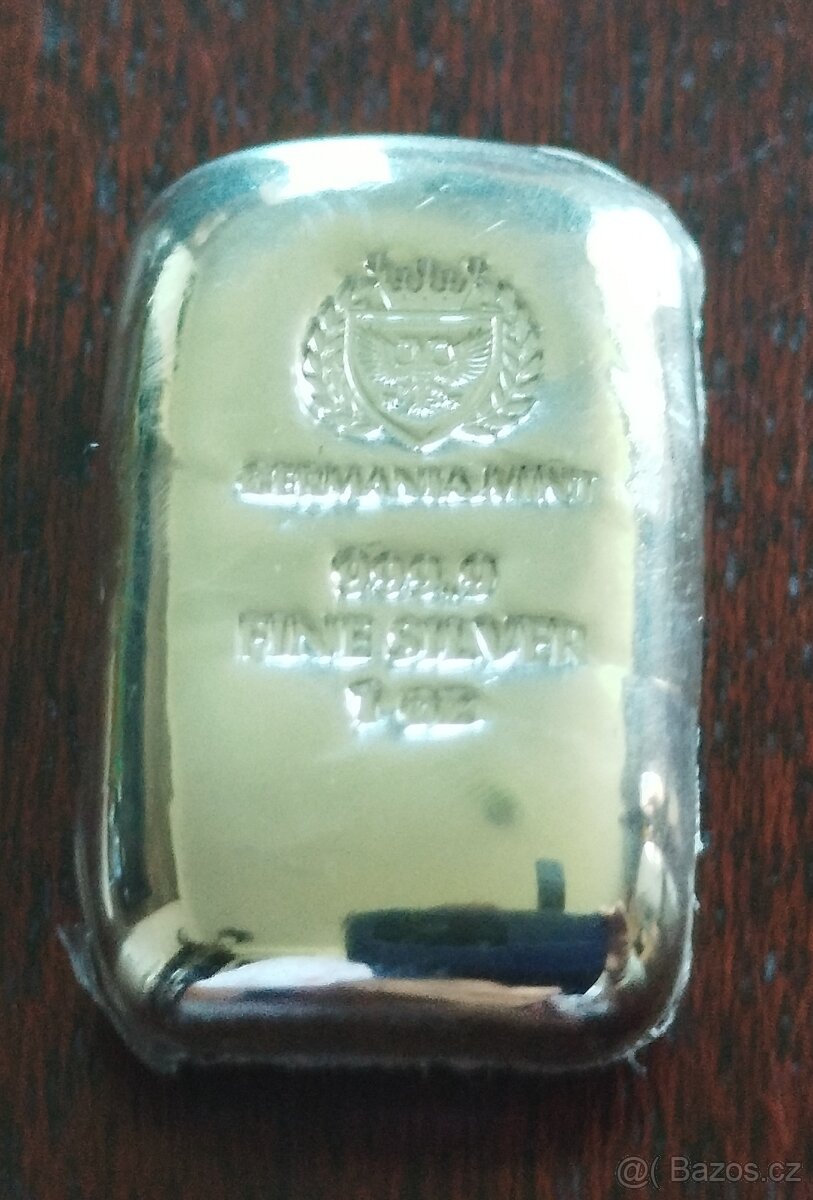 GERMANIA MINT
999.9
FINE SILVER
1 oz
@( Bazos.cz